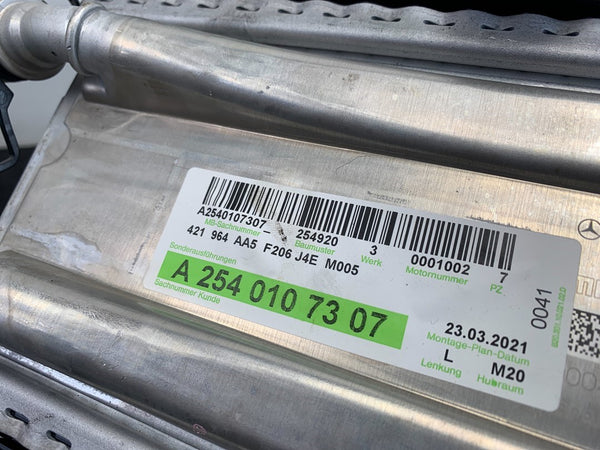 A2540107307 254920 3 0001002 7
MB-Sachnummer Baumuster Werk Motornummer PZ
421 964 AA5 F206 J4E M005
Sonderausführungen
A 254 010 73 07
Sachnummer Kunde
23.03.2021
Montage-Plan-Datum
L M20
Lenkung Hubraum
0041